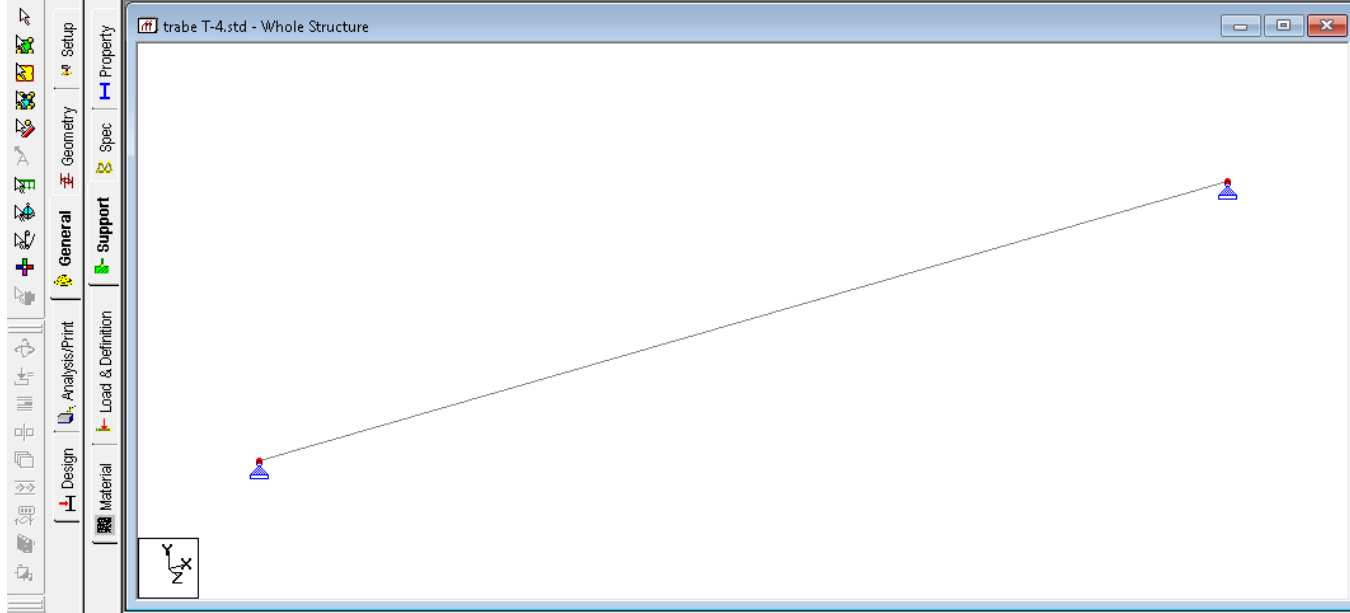 trabe T-4.std - Whole Structure
Setup
Geometry
General
Analysis/Print
Design
Property
Spec
Support
Load & Definition
Material
Y
X
Z